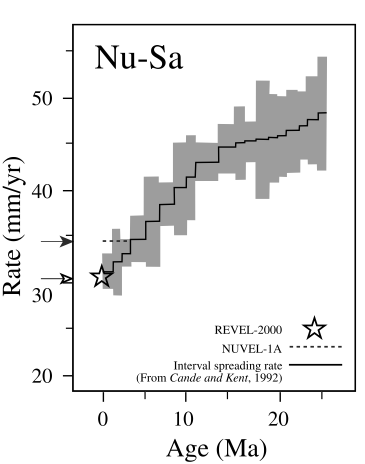 Nu-Sa
50
40
30
20
Rate (mm/yr)
REVEL-2000
NUVEL-1A
Interval spreading rate
(From Cande and Kent, 1992)
0
10
20
Age (Ma)